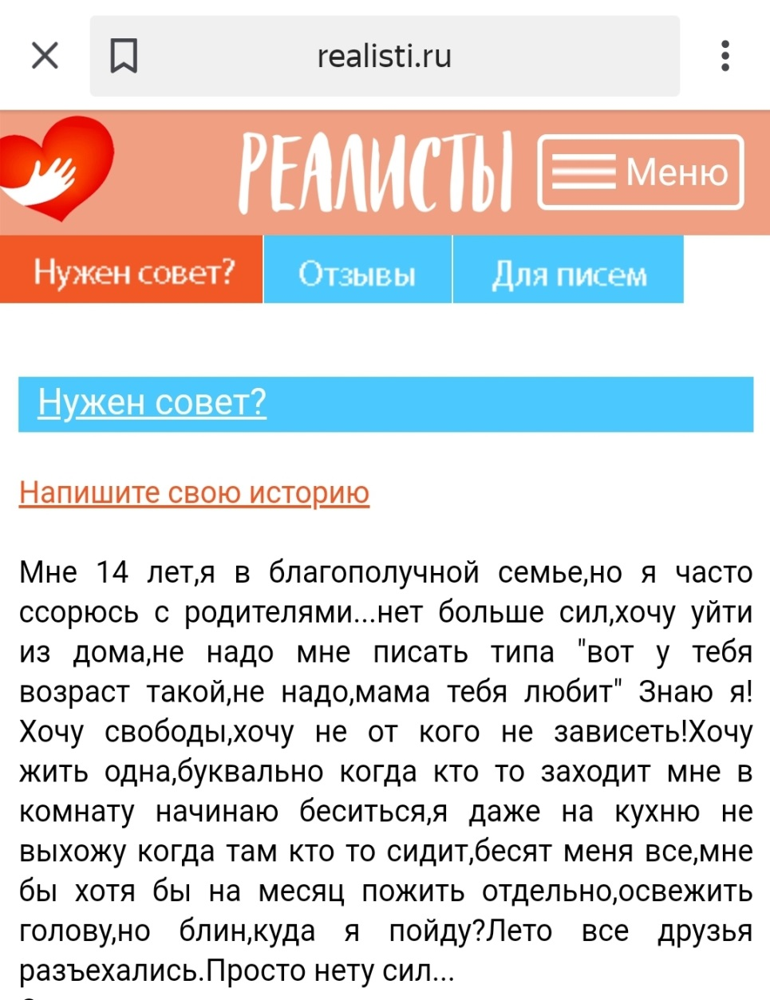 realisti.ru
РЕАЛИСТЫ
Меню
Нужен совет?
Отзывы
Для писем
Нужен совет?
Напишите свою историю
Мне 14 лет,я в благополучной семье,но я часто
ссорюсь с родителями...нет больше сил,хочу уйти
из дома,не надо мне писать типа "вот у тебя
возраст такой,не надо,мама тебя любит" Знаю я!
Хочу свободы,хочу не от кого не зависеть!Хочу
жить одна,буквально когда кто то заходит мне в
комнату начинаю беситься,я даже на кухню не
выхожу когда там кто то сидит,бесят меня все,мне
бы хотя бы на месяц пожить отдельно,освежить
голову,но блин,куда я пойду?Лето все друзья
разъехались.Просто нету сил...